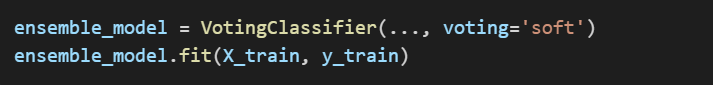 ensemble_model = VotingClassifier(..., voting='soft')
ensemble_model.fit(X_train, y_train)